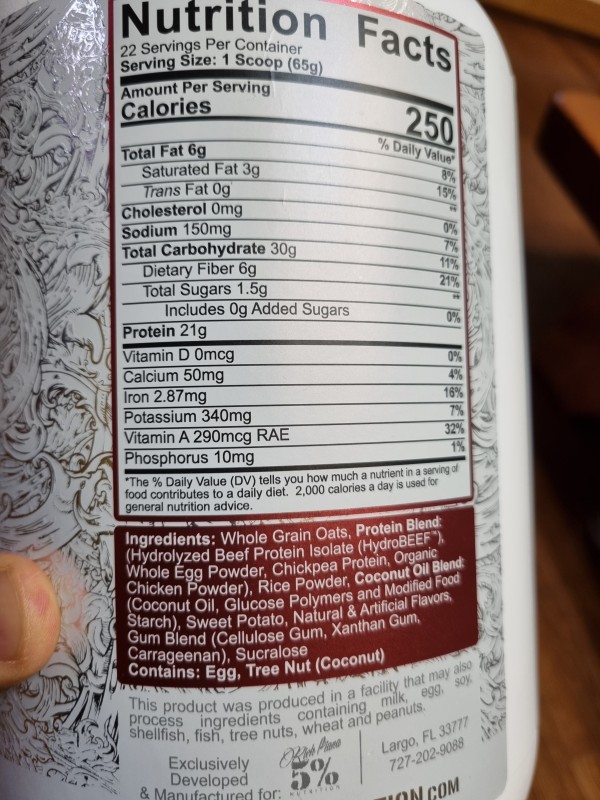 Nutrition Facts
22 Servings Per Container
Serving Size: 1 Scoop (65g)
Amount Per Serving
Calories 250
% Daily Value*
Total Fat 6g 8%
Saturated Fat 3g 15%
Trans Fat 0g **
Cholesterol 0mg 0%
Sodium 150mg 7%
Total Carbohydrate 30g 11%
Dietary Fiber 6g 21%
Total Sugars 1.5g **
Includes 0g Added Sugars 0%
Protein 21g
Vitamin D 0mcg 0%
Calcium 50mg 4%
Iron 2.87mg 16%
Potassium 340mg 7%
Vitamin A 290mcg RAE 32%
Phosphorus 10mg 1%
*The % Daily Value (DV) tells you how much a nutrient in a serving of
food contributes to a daily diet. 2,000 calories a day is used for
general nutrition advice.
Ingredients: Whole Grain Oats, Protein Blend:
(Hydrolyzed Beef Protein Isolate (HydroBEEF™),
Whole Egg Powder, Chickpea Protein, Organic
Chicken Powder), Rice Powder, Coconut Oil Blend:
(Coconut Oil, Glucose Polymers and Modified Food
Starch), Sweet Potato, Natural & Artificial Flavors,
Gum Blend (Cellulose Gum, Xanthan Gum,
Carrageenan), Sucralose
Contains: Egg, Tree Nut (Coconut)
This product was produced in a facility that may also
process ingredients containing milk, egg, soy,
shellfish, fish, tree nuts, wheat and peanuts.
Exclusively
Developed
& Manufactured for:
Rich Piana
5%
NUTRITION
Largo, FL 33777
727-202-9088
ION.COM